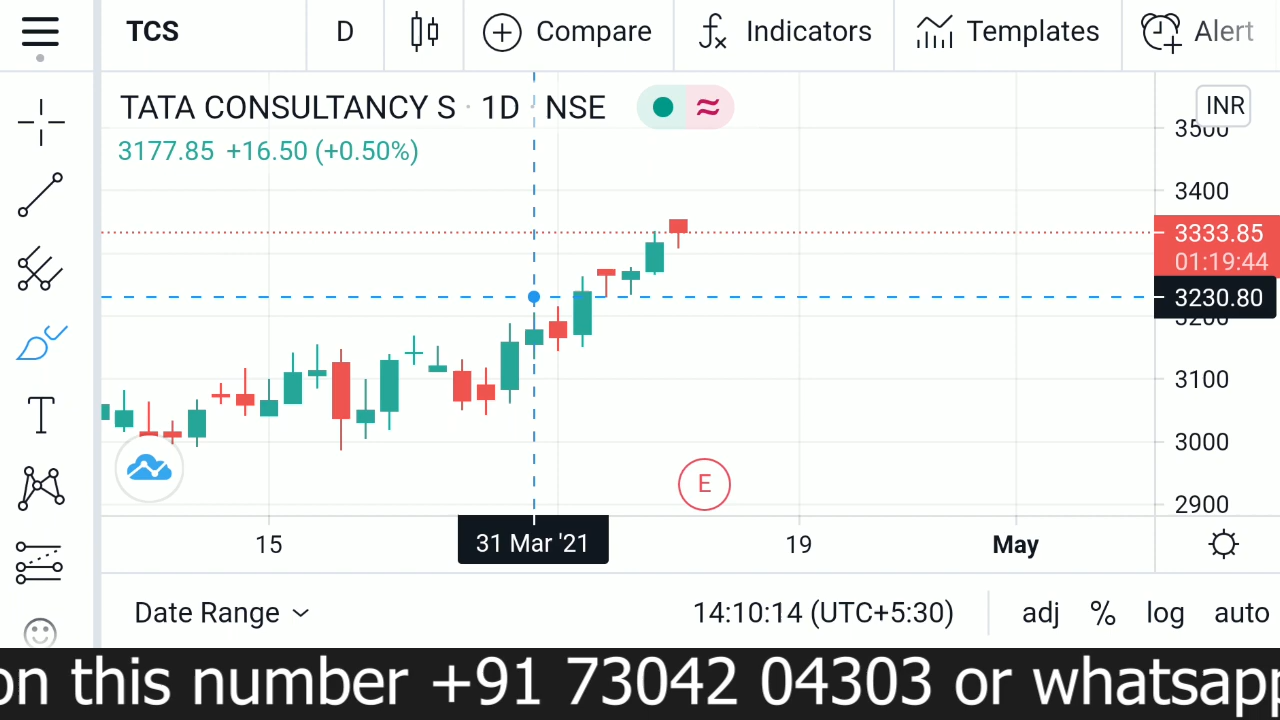 TCS D Compare Indicators Templates Alert
TATA CONSULTANCY S · 1D · NSE
INR
3177.85 +16.50 (+0.50%)
3500
3400
3333.85
01:19:44
3230.80
3200
3100
3000
2900
E
15 31 Mar '21 19 May
Date Range 14:10:14 (UTC+5:30) adj % log auto
on this number +91 73042 04303 or whatsapp